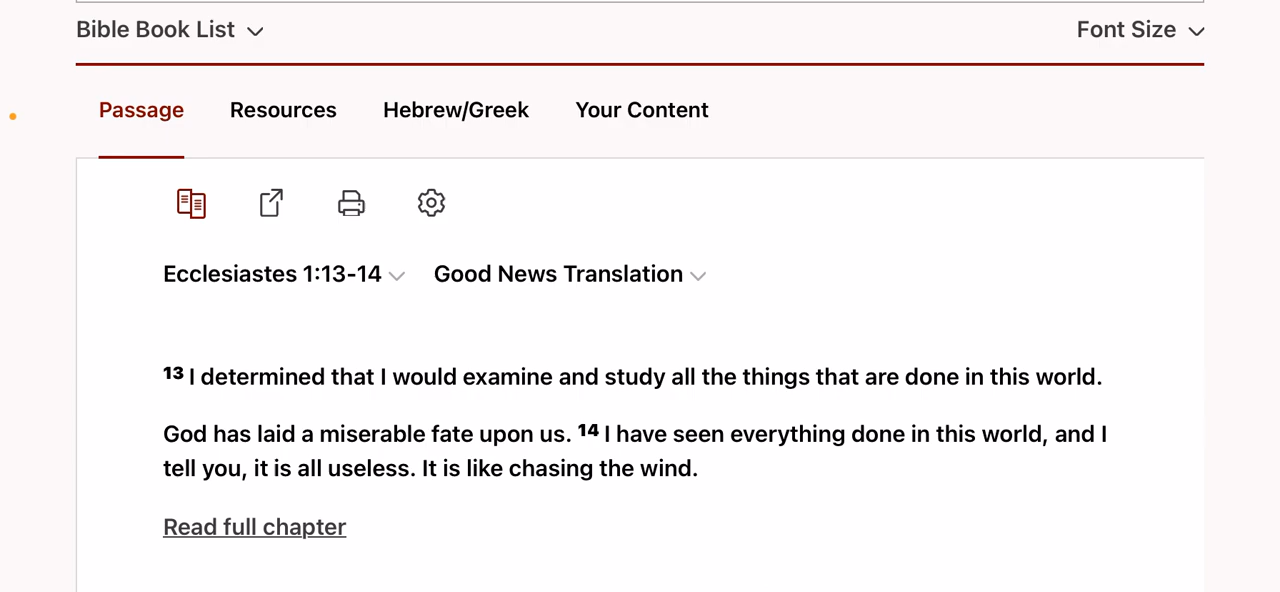 Bible Book List Font Size
Passage Resources Hebrew/Greek Your Content
Ecclesiastes 1:13-14 Good News Translation
13 I determined that I would examine and study all the things that are done in this world.
God has laid a miserable fate upon us. 14 I have seen everything done in this world, and I
tell you, it is all useless. It is like chasing the wind.
Read full chapter